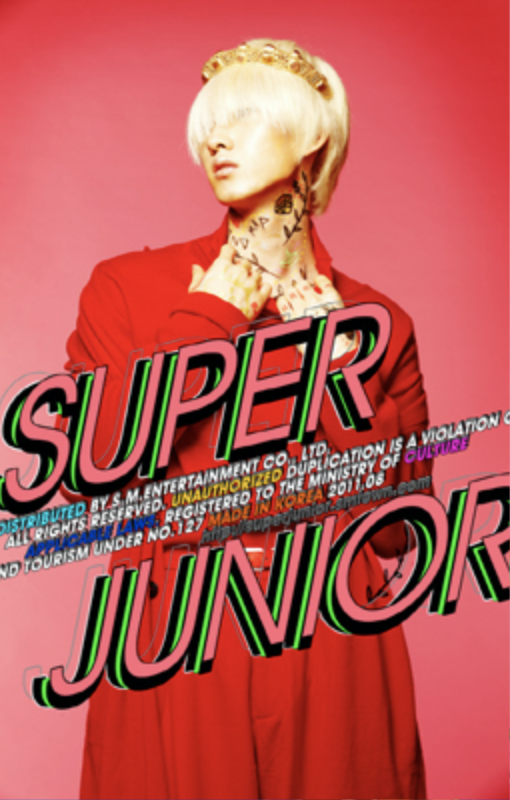 SUPER
DISTRIBUTED BY S.M.ENTERTAINMENT CO., LTD.
ALL RIGHTS RESERVED. UNAUTHORIZED DUPLICATION IS A VIOLATION O
APPLICABLE LAWS. REGISTERED TO THE MINISTRY OF CULTURE
ND TOURISM UNDER NO.127 MADE IN KOREA 2011.08
http://superjunior.smtown.com
JUNIOR